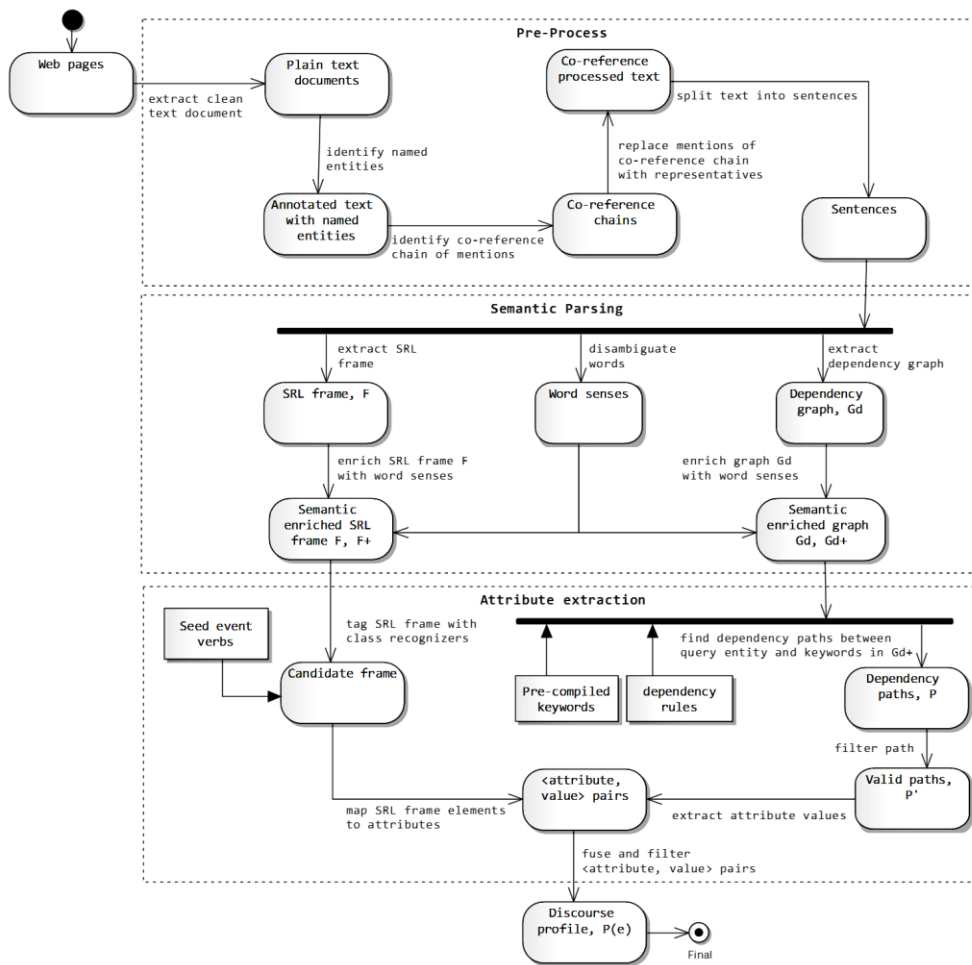 Pre-Process
Web pages
extract clean
text document
Plain text
documents
identify named
entities
Annotated text
with named
entities
identify co-reference
chain of mentions
Co-reference
chains
replace mentions of
co-reference chain
with representatives
Co-reference
processed text
split text into sentences
Sentences
Semantic Parsing
extract SRL
frame
disambiguate
words
extract
dependency graph
SRL frame, F
Word senses
Dependency
graph, Gd
enrich SRL frame F
with word senses
enrich graph Gd
with word senses
Semantic
enriched SRL
frame F, F+
Semantic
enriched graph
Gd, Gd+
Attribute extraction
Seed event
verbs
tag SRL frame with
class recognizers
Candidate frame
find dependency paths between
query entity and keywords in Gd+
Pre-compiled
keywords
dependency
rules
Dependency
paths, P
filter path
Valid paths,
P'
extract attribute values
map SRL frame elements
to attributes
<attribute,
value> pairs
fuse and filter
<attribute, value> pairs
Discourse
profile, P(e)
Final